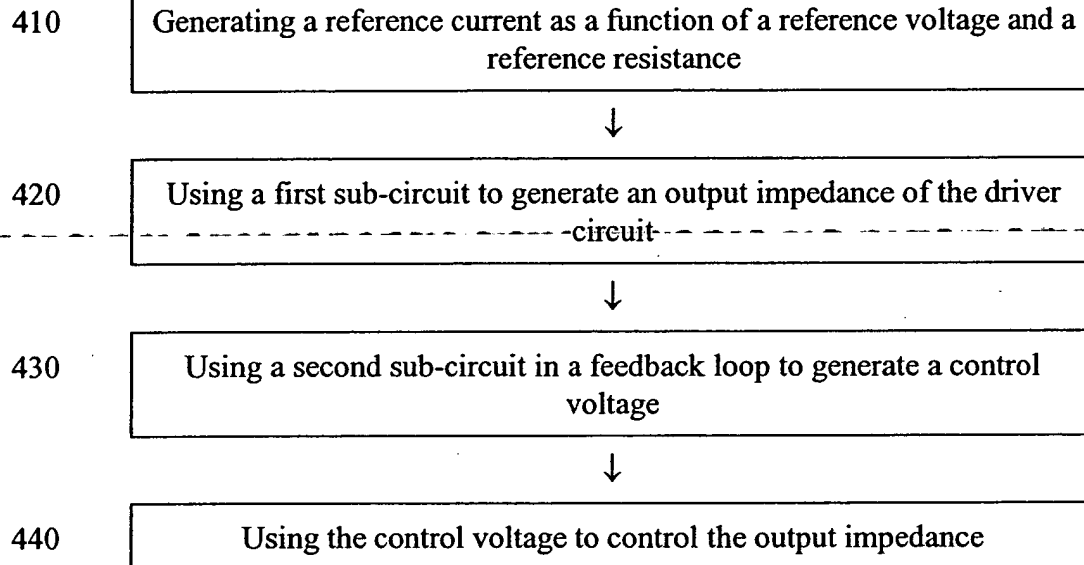 410 Generating a reference current as a function of a reference voltage and a
reference resistance
↓
420 Using a first sub-circuit to generate an output impedance of the driver
circuit
↓
430 Using a second sub-circuit in a feedback loop to generate a control
voltage
↓
440 Using the control voltage to control the output impedance